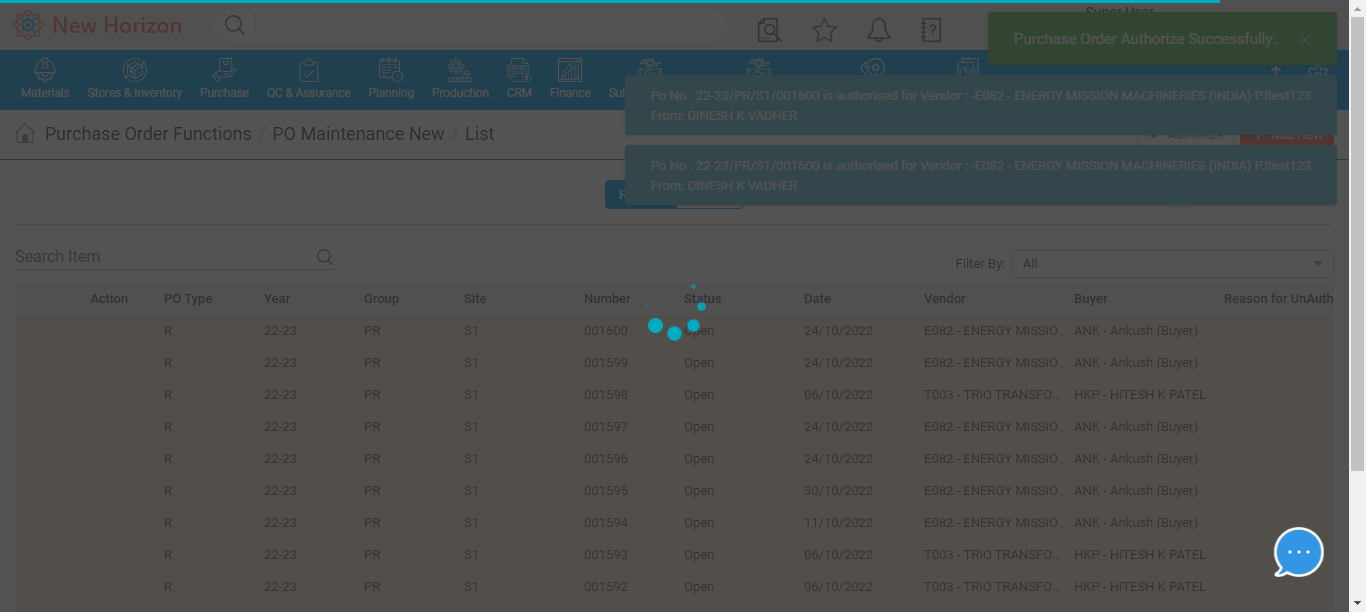 New Horizon
Super User
Purchase Order Authorize Successfully'.
Materials
Stores & Inventory
Purchase
QC & Assurance
Planning
Production
CRM
Finance
Po No : 22-23/PR/S1/001600 is authorised for Vendor : -E082 - ENERGY MISSION MACHINERIES (INDIA) P.ltest123
From: DINESH K VADHER
Purchase Order Functions / PO Maintenance New / List
Authorize
+ Add New
Po No : 22-23/PR/S1/001600 is authorised for Vendor : -E082 - ENERGY MISSION MACHINERIES (INDIA) P.ltest123
From: DINESH K VADHER
Search Item
Filter By: All
Action PO Type Year Group Site Number Status Date Vendor Buyer Reason for UnAuth
R 22-23 PR S1 001600 Open 24/10/2022 E082 - ENERGY MISSIO... ANK - Ankush (Buyer)
R 22-23 PR S1 001599 Open 24/10/2022 E082 - ENERGY MISSIO... ANK - Ankush (Buyer)
R 22-23 PR S1 001598 Open 06/10/2022 T003 - TRIO TRANSFO... HKP - HITESH K PATEL
R 22-23 PR S1 001597 Open 24/10/2022 E082 - ENERGY MISSIO... ANK - Ankush (Buyer)
R 22-23 PR S1 001596 Open 24/10/2022 E082 - ENERGY MISSIO... ANK - Ankush (Buyer)
R 22-23 PR S1 001595 Open 30/10/2022 E082 - ENERGY MISSIO... ANK - Ankush (Buyer)
R 22-23 PR S1 001594 Open 11/10/2022 E082 - ENERGY MISSIO... ANK - Ankush (Buyer)
R 22-23 PR S1 001593 Open 06/10/2022 T003 - TRIO TRANSFO... HKP - HITESH K PATEL
R 22-23 PR S1 001592 Open 06/10/2022 T003 - TRIO TRANSFO... HKP - HITESH K PATEL